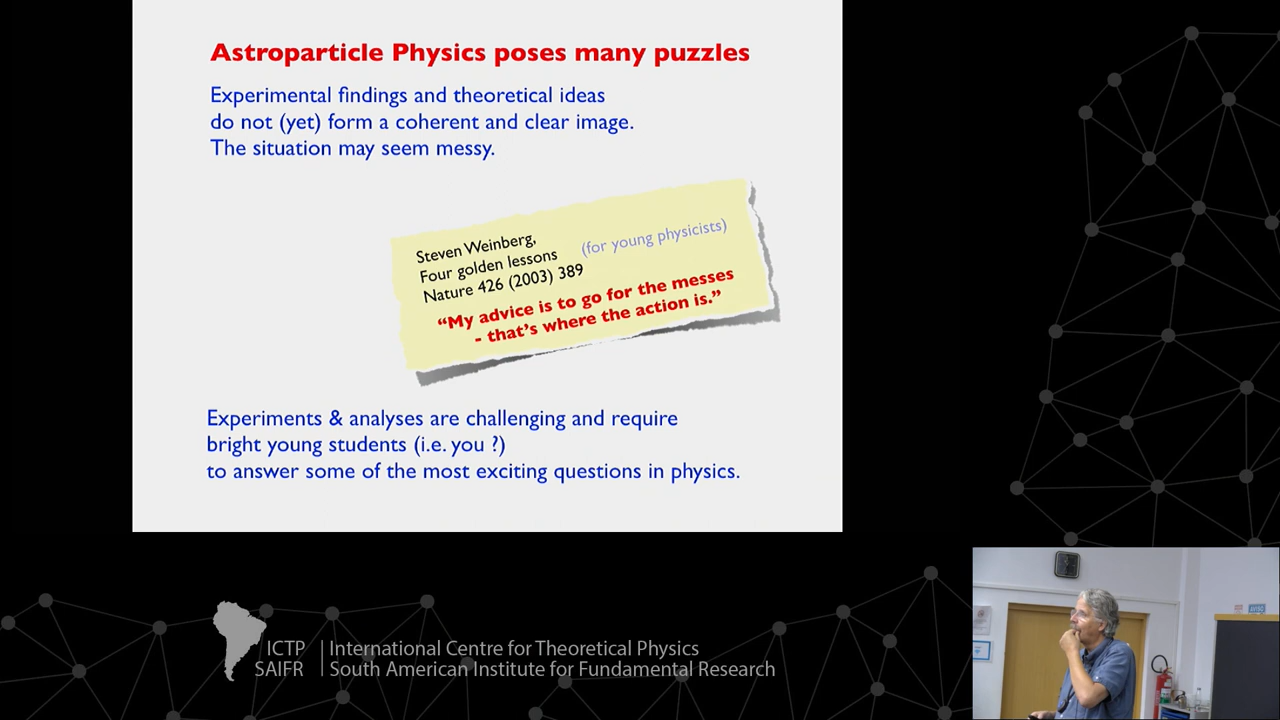 Astroparticle Physics poses many puzzles
Experimental findings and theoretical ideas
do not (yet) form a coherent and clear image.
The situation may seem messy.
Steven Weinberg,
Four golden lessons (for young physicists)
Nature 426 (2003) 389
“My advice is to go for the messes
- that’s where the action is.”
Experiments & analyses are challenging and require
bright young students (i.e. you ?)
to answer some of the most exciting questions in physics.
ICTP
SAIFR
International Centre for Theoretical Physics
South American Institute for Fundamental Research